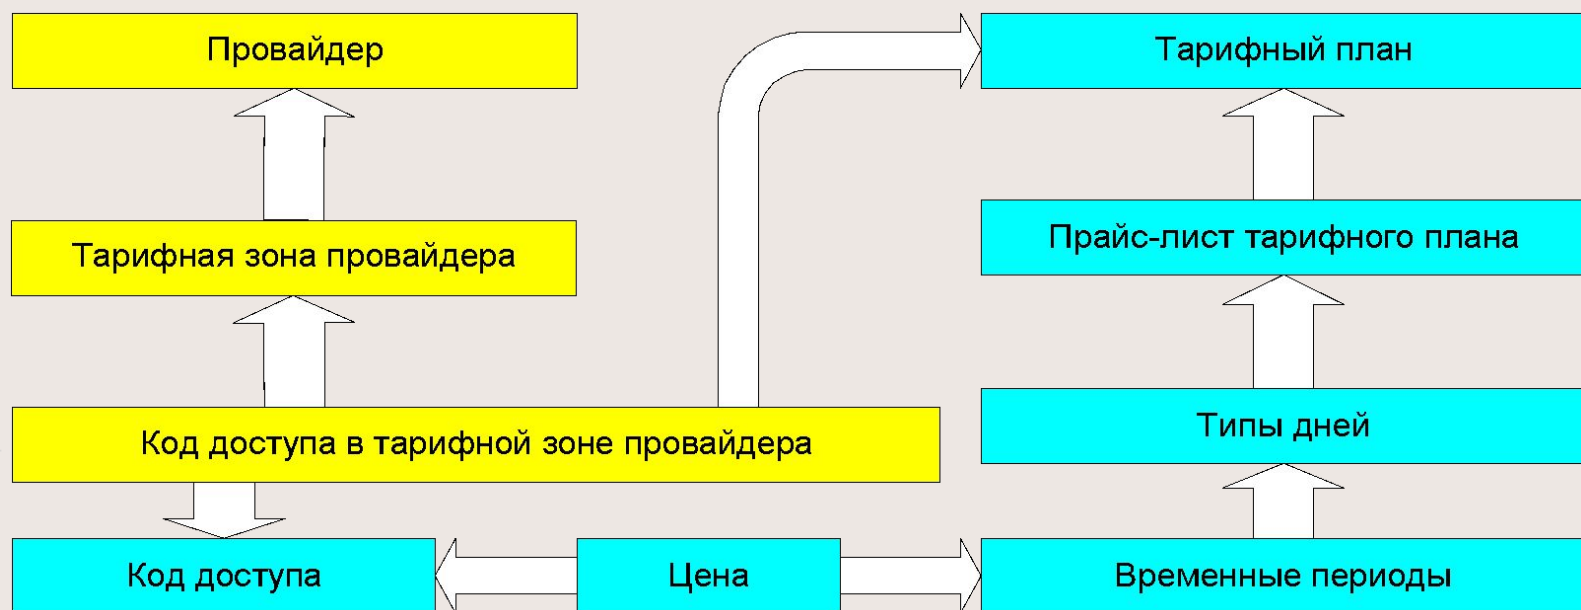 Провайдер
Тарифный план
Тарифная зона провайдера
Прайс-лист тарифного плана
Код доступа в тарифной зоне провайдера
Типы дней
Код доступа
Цена
Временные периоды